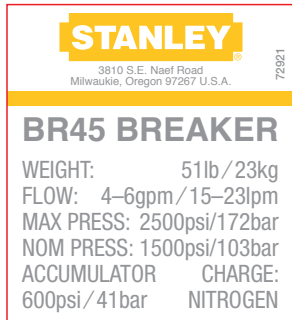 STANLEY®
3810 S.E. Naef Road
Milwaukie, Oregon 97267 U.S.A.
72921
BR45 BREAKER
WEIGHT: 51lb/23kg
FLOW: 4–6gpm/15–23lpm
MAX PRESS: 2500psi/172bar
NOM PRESS: 1500psi/103bar
ACCUMULATOR CHARGE:
600psi/41bar NITROGEN